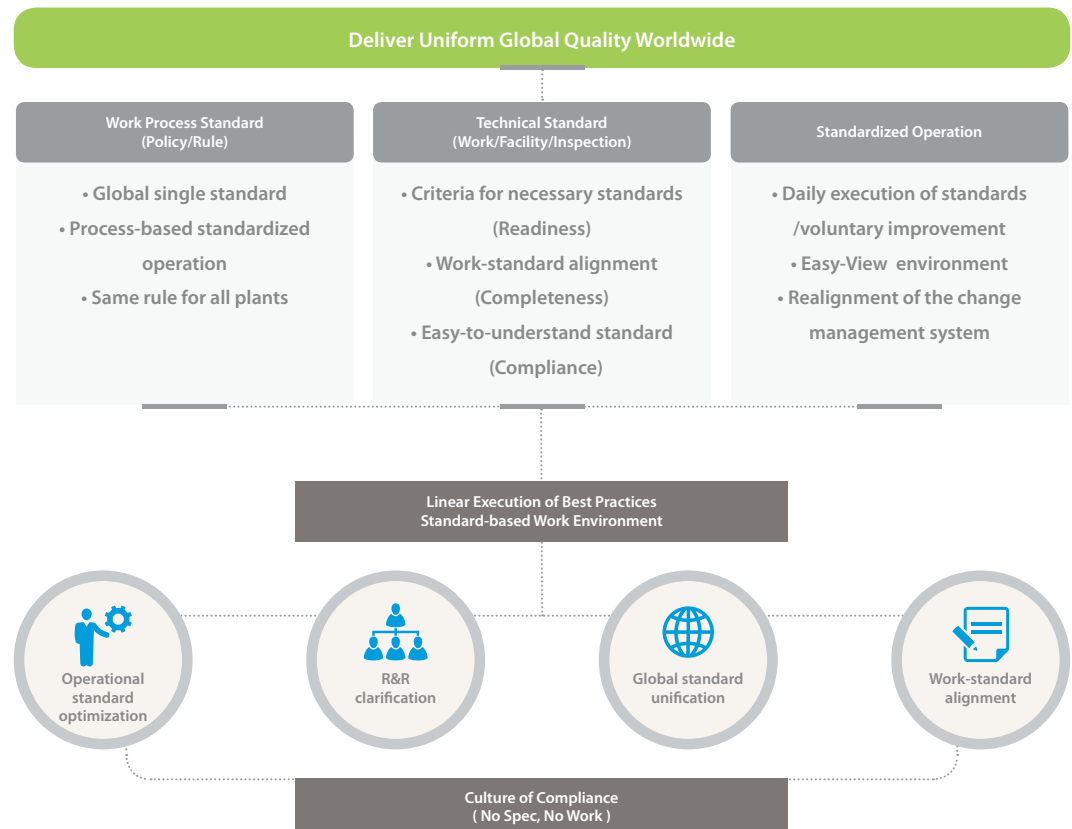 Deliver Uniform Global Quality Worldwide
Work Process Standard
(Policy/Rule)
• Global single standard
• Process-based standardized
operation
• Same rule for all plants
Technical Standard
(Work/Facility/Inspection)
• Criteria for necessary standards
(Readiness)
• Work-standard alignment
(Completeness)
• Easy-to-understand standard
(Compliance)
Standardized Operation
• Daily execution of standards
/voluntary improvement
• Easy-View environment
• Realignment of the change
management system
Linear Execution of Best Practices
Standard-based Work Environment
Operational
standard
optimization
R&R
clarification
Global standard
unification
Work-standard
alignment
Culture of Compliance
( No Spec, No Work )